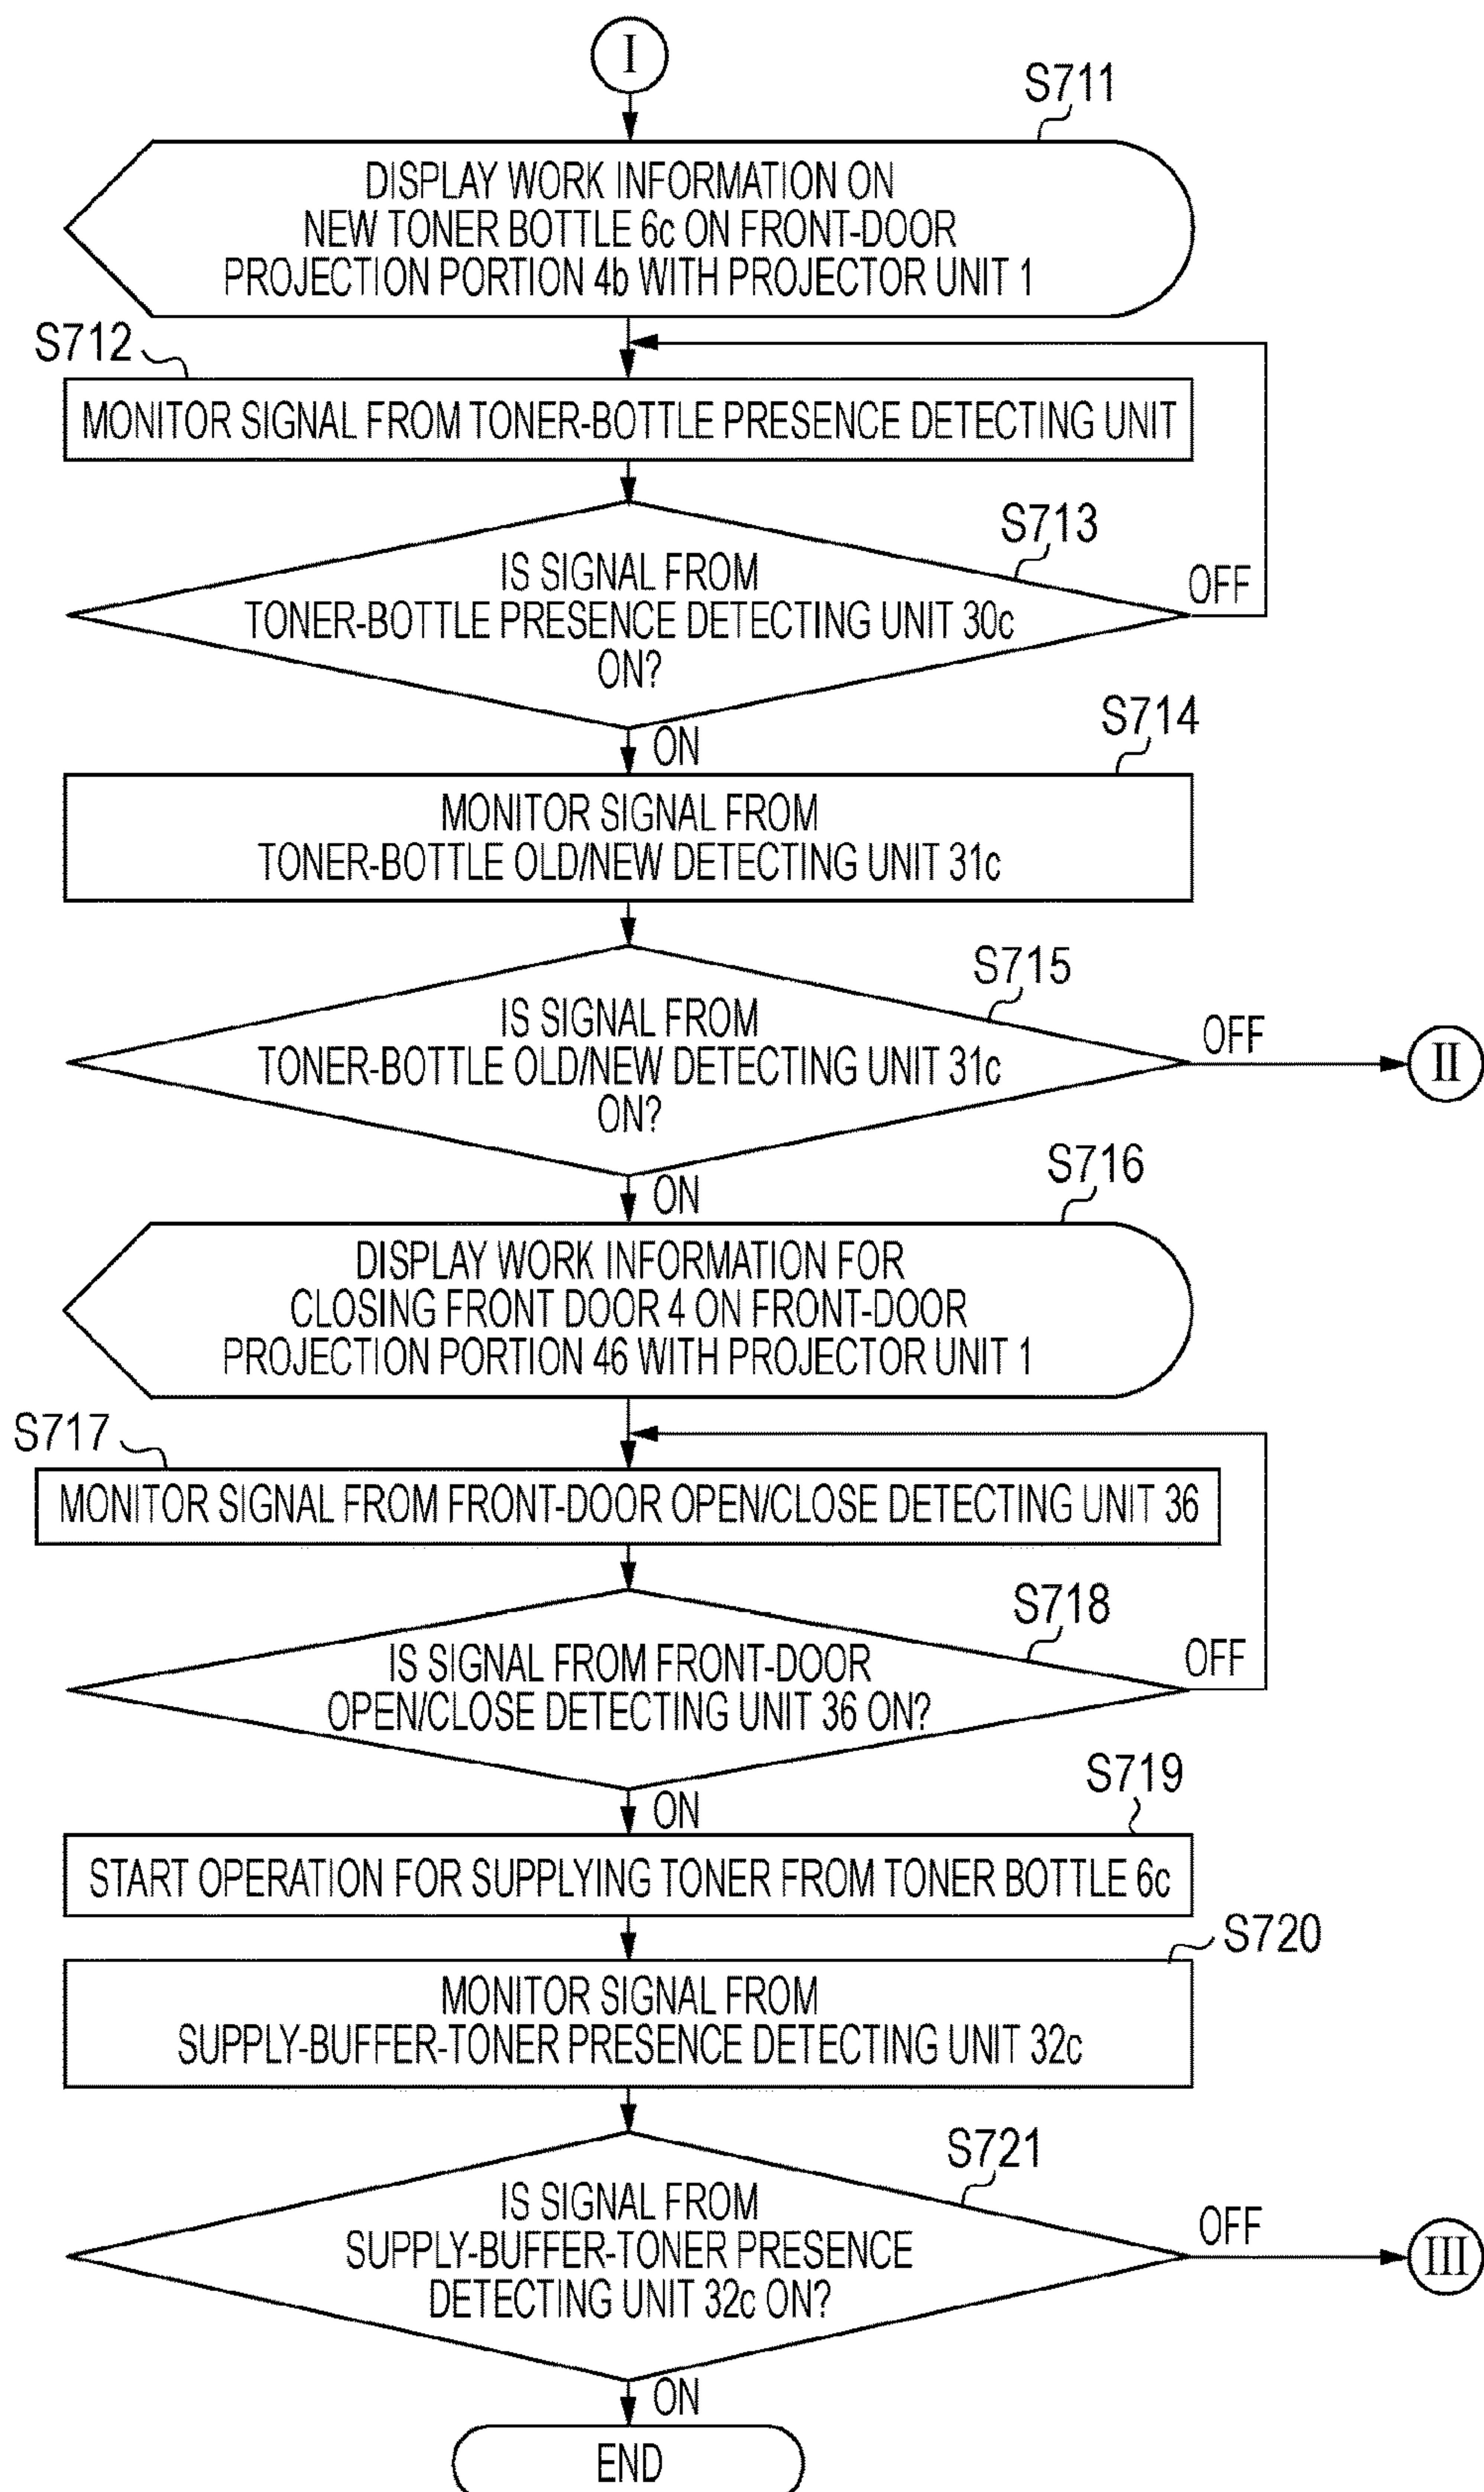 I
S711
DISPLAY WORK INFORMATION ON
NEW TONER BOTTLE 6c ON FRONT-DOOR
PROJECTION PORTION 4b WITH PROJECTOR UNIT 1
S712
MONITOR SIGNAL FROM TONER-BOTTLE PRESENCE DETECTING UNIT
S713
IS SIGNAL FROM
TONER-BOTTLE PRESENCE DETECTING UNIT 30c
ON?
OFF
ON
S714
MONITOR SIGNAL FROM
TONER-BOTTLE OLD/NEW DETECTING UNIT 31c
S715
IS SIGNAL FROM
TONER-BOTTLE OLD/NEW DETECTING UNIT 31c
ON?
OFF
II
ON
S716
DISPLAY WORK INFORMATION FOR
CLOSING FRONT DOOR 4 ON FRONT-DOOR
PROJECTION PORTION 46 WITH PROJECTOR UNIT 1
S717
MONITOR SIGNAL FROM FRONT-DOOR OPEN/CLOSE DETECTING UNIT 36
S718
IS SIGNAL FROM FRONT-DOOR
OPEN/CLOSE DETECTING UNIT 36 ON?
OFF
ON
S719
START OPERATION FOR SUPPLYING TONER FROM TONER BOTTLE 6c
S720
MONITOR SIGNAL FROM
SUPPLY-BUFFER-TONER PRESENCE DETECTING UNIT 32c
S721
IS SIGNAL FROM
SUPPLY-BUFFER-TONER PRESENCE
DETECTING UNIT 32c ON?
OFF
III
ON
END